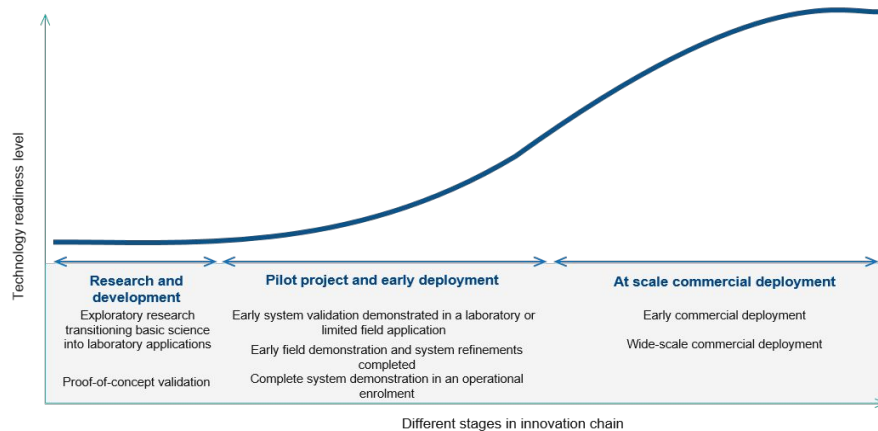 Technology readiness level
Research and
development
Exploratory research
transitioning basic science
into laboratory applications
Proof-of-concept validation
Pilot project and early deployment
Early system validation demonstrated in a laboratory or
limited field application
Early field demonstration and system refinements
completed
Complete system demonstration in an operational
enrolment
At scale commercial deployment
Early commercial deployment
Wide-scale commercial deployment
Different stages in innovation chain